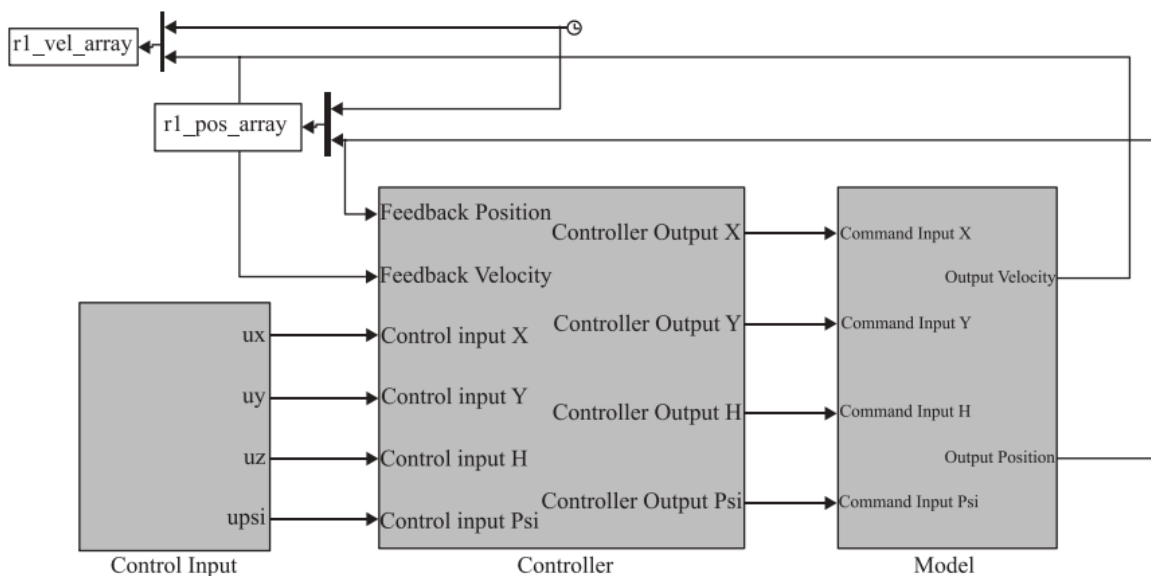 r1_vel_array
r1_pos_array
Feedback Position
Feedback Velocity
Control input X
Control input Y
Control input H
Control input Psi
Controller Output X
Controller Output Y
Controller Output H
Controller Output Psi
Command Input X
Output Velocity
Command Input Y
Command Input H
Output Position
Command Input Psi
ux
uy
uz
upsi
Control Input
Controller
Model